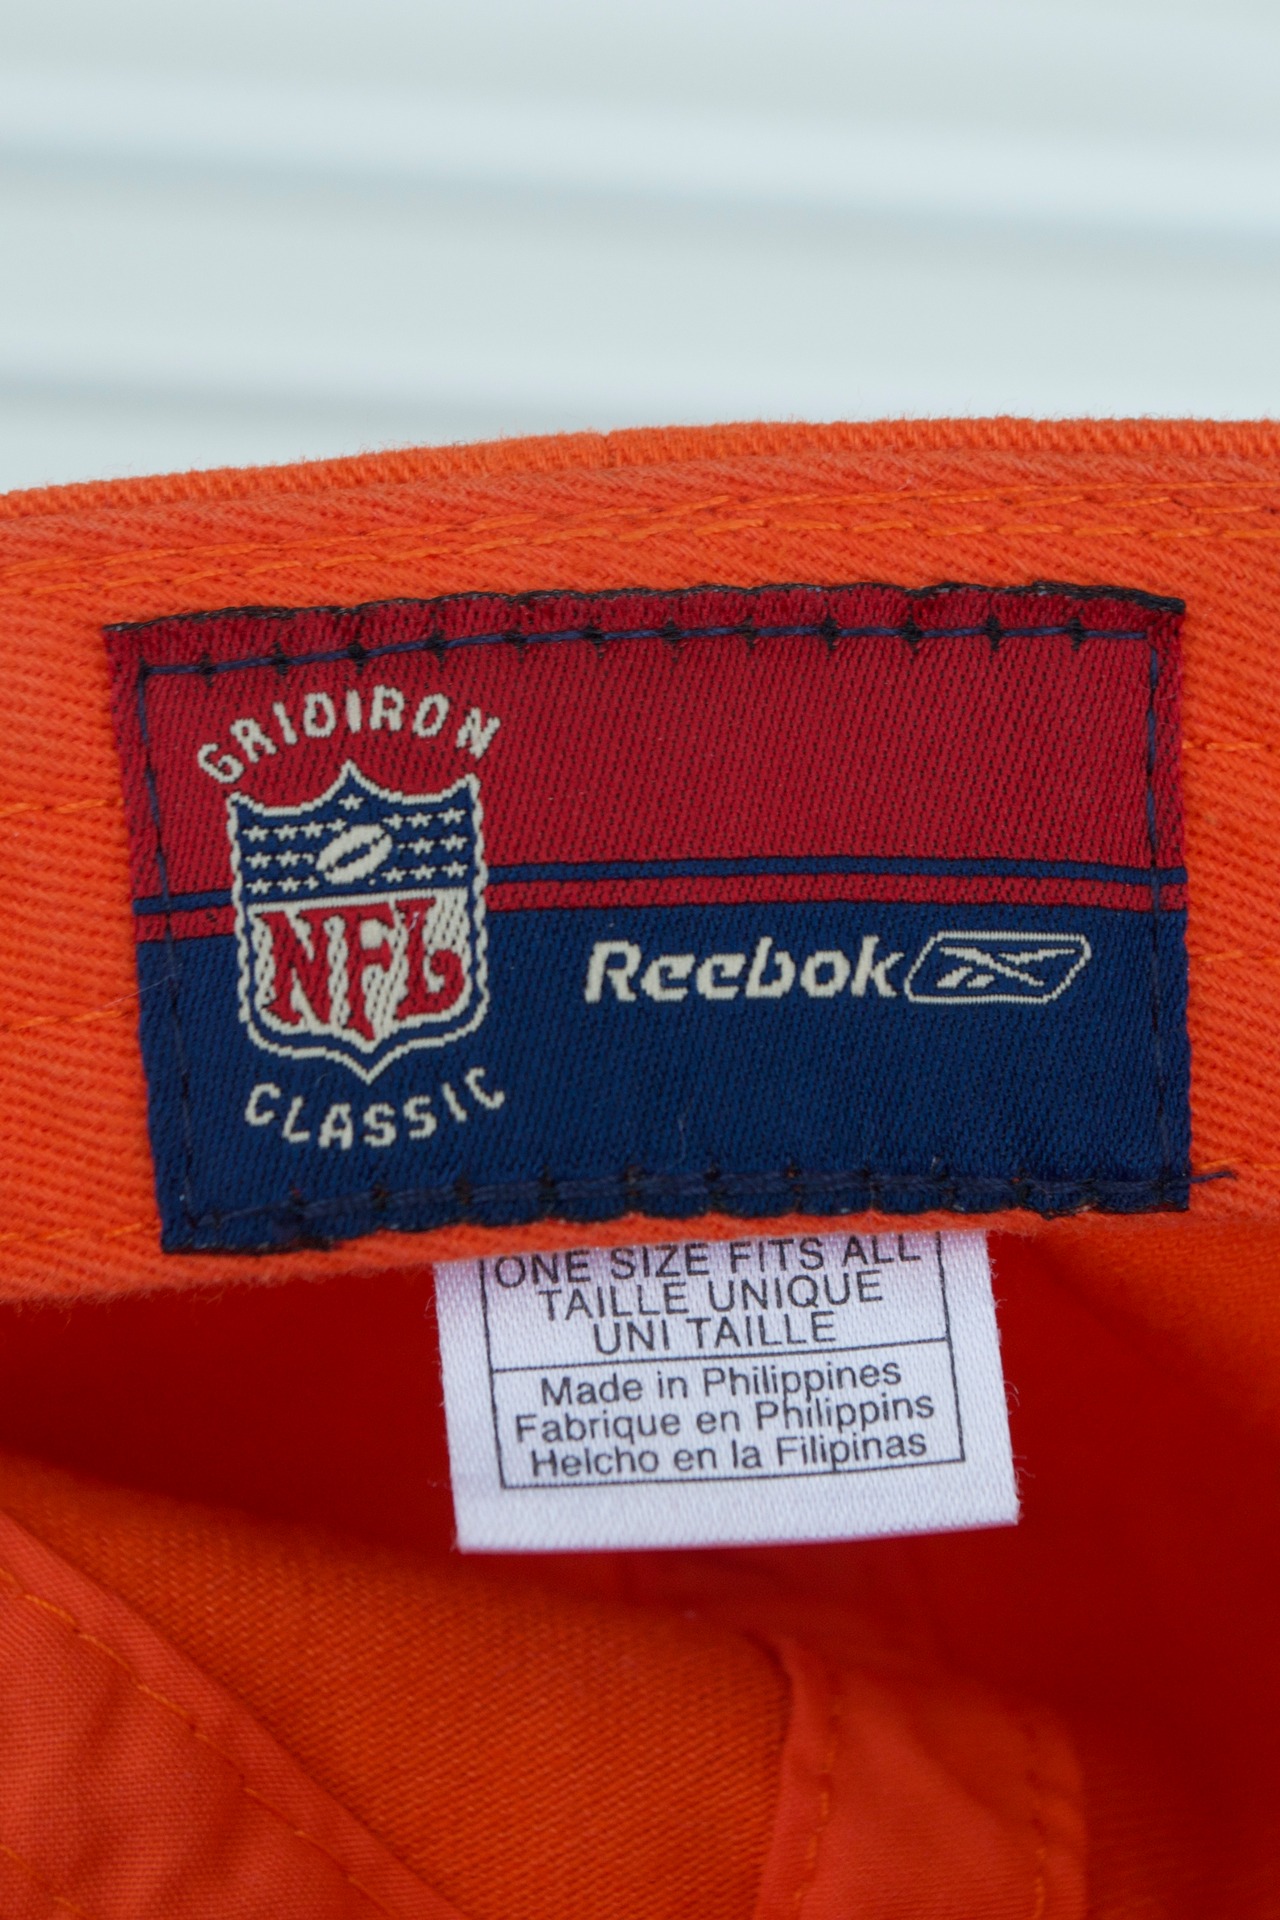 GRIDIRON
NFL
Reebok
CLASSIC
ONE SIZE FITS ALL
TAILLE UNIQUE
UNI TAILLE
Made in Philippines
Fabrique en Philippins
Helcho en la Filipinas